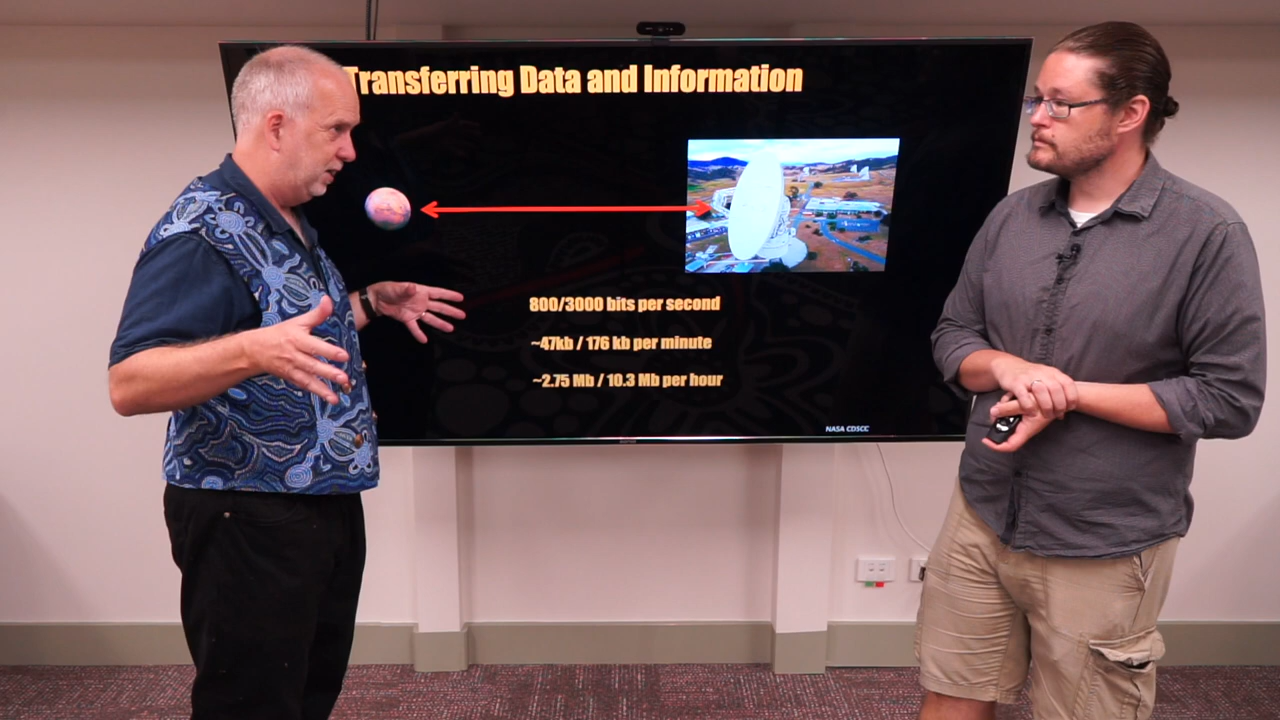 Transferring Data and Information
800/3000 bits per second
~47kb / 176 kb per minute
~2.75 Mb / 10.3 Mb per hour
NASA CDSCC